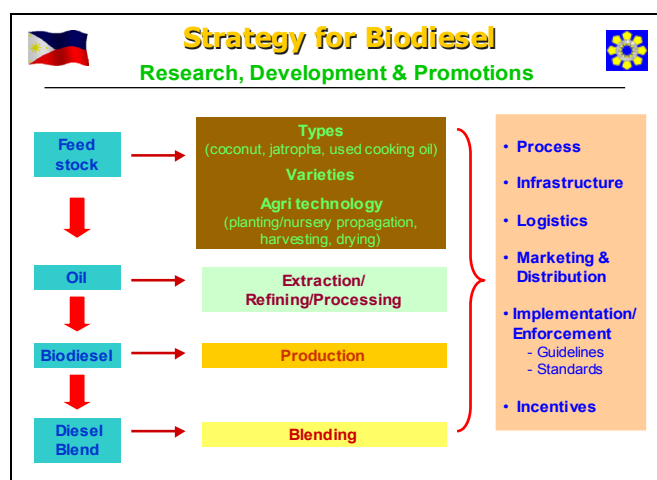 Strategy for Biodiesel
Research, Development & Promotions
Feed
stock
Types
(coconut, jatropha, used cooking oil)
Varieties
Agri technology
(planting/nursery propagation,
harvesting, drying)
Oil
Extraction/
Refining/Processing
Biodiesel
Production
Diesel
Blend
Blending
• Process
• Infrastructure
• Logistics
• Marketing &
Distribution
• Implementation/
Enforcement
- Guidelines
- Standards
• Incentives